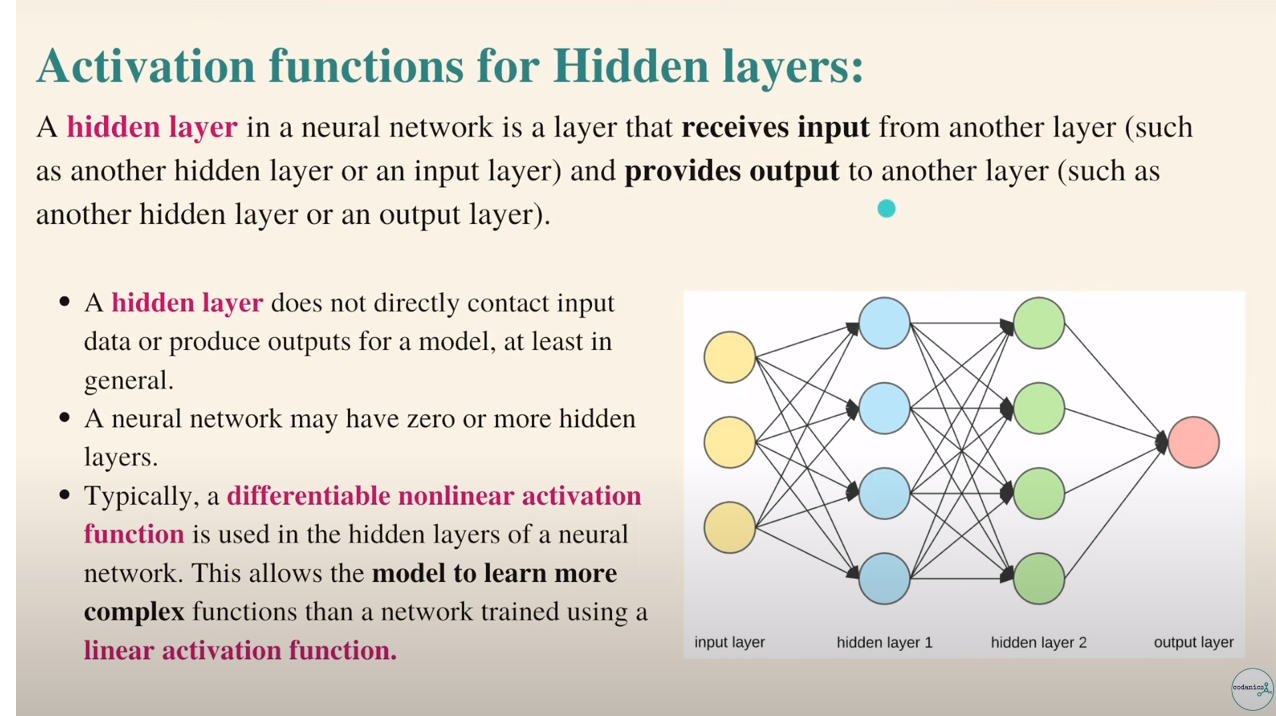 Activation functions for Hidden layers:
A hidden layer in a neural network is a layer that receives input from another layer (such
as another hidden layer or an input layer) and provides output to another layer (such as
another hidden layer or an output layer).
• A hidden layer does not directly contact input
data or produce outputs for a model, at least in
general.
• A neural network may have zero or more hidden
layers.
• Typically, a differentiable nonlinear activation
function is used in the hidden layers of a neural
network. This allows the model to learn more
complex functions than a network trained using a
linear activation function.
input layer
hidden layer 1
hidden layer 2
output layer
codanics